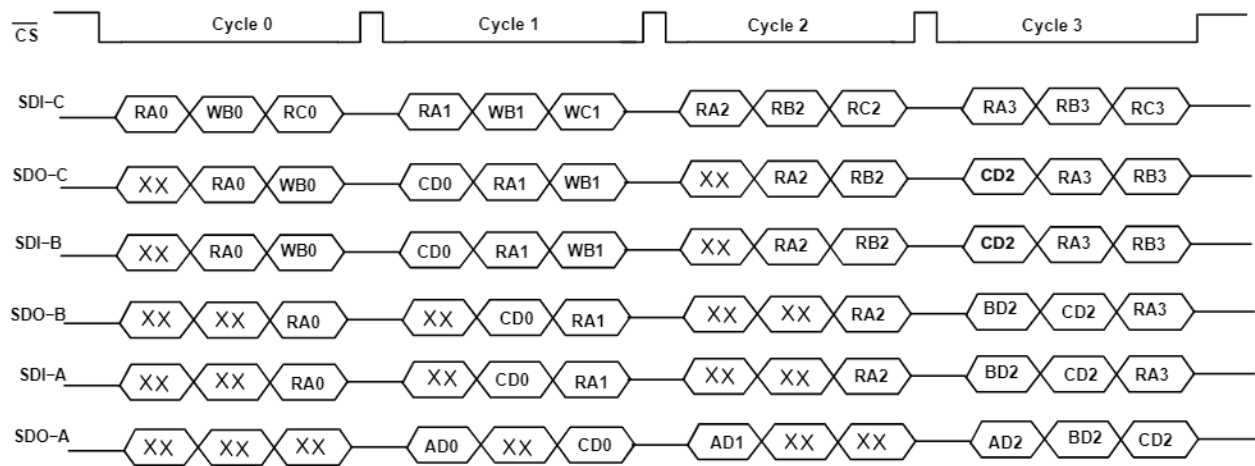 CS Cycle 0 Cycle 1 Cycle 2 Cycle 3
SDI–C RA0 WB0 RC0 RA1 WB1 WC1 RA2 RB2 RC2 RA3 RB3 RC3
SDO–C XX RA0 WB0 CD0 RA1 WB1 XX RA2 RB2 CD2 RA3 RB3
SDI–B XX RA0 WB0 CD0 RA1 WB1 XX RA2 RB2 CD2 RA3 RB3
SDO–B XX XX RA0 XX CD0 RA1 XX XX RA2 BD2 CD2 RA3
SDI–A XX XX RA0 XX CD0 RA1 XX XX RA2 BD2 CD2 RA3
SDO–A XX XX XX AD0 XX CD0 AD1 XX XX AD2 BD2 CD2